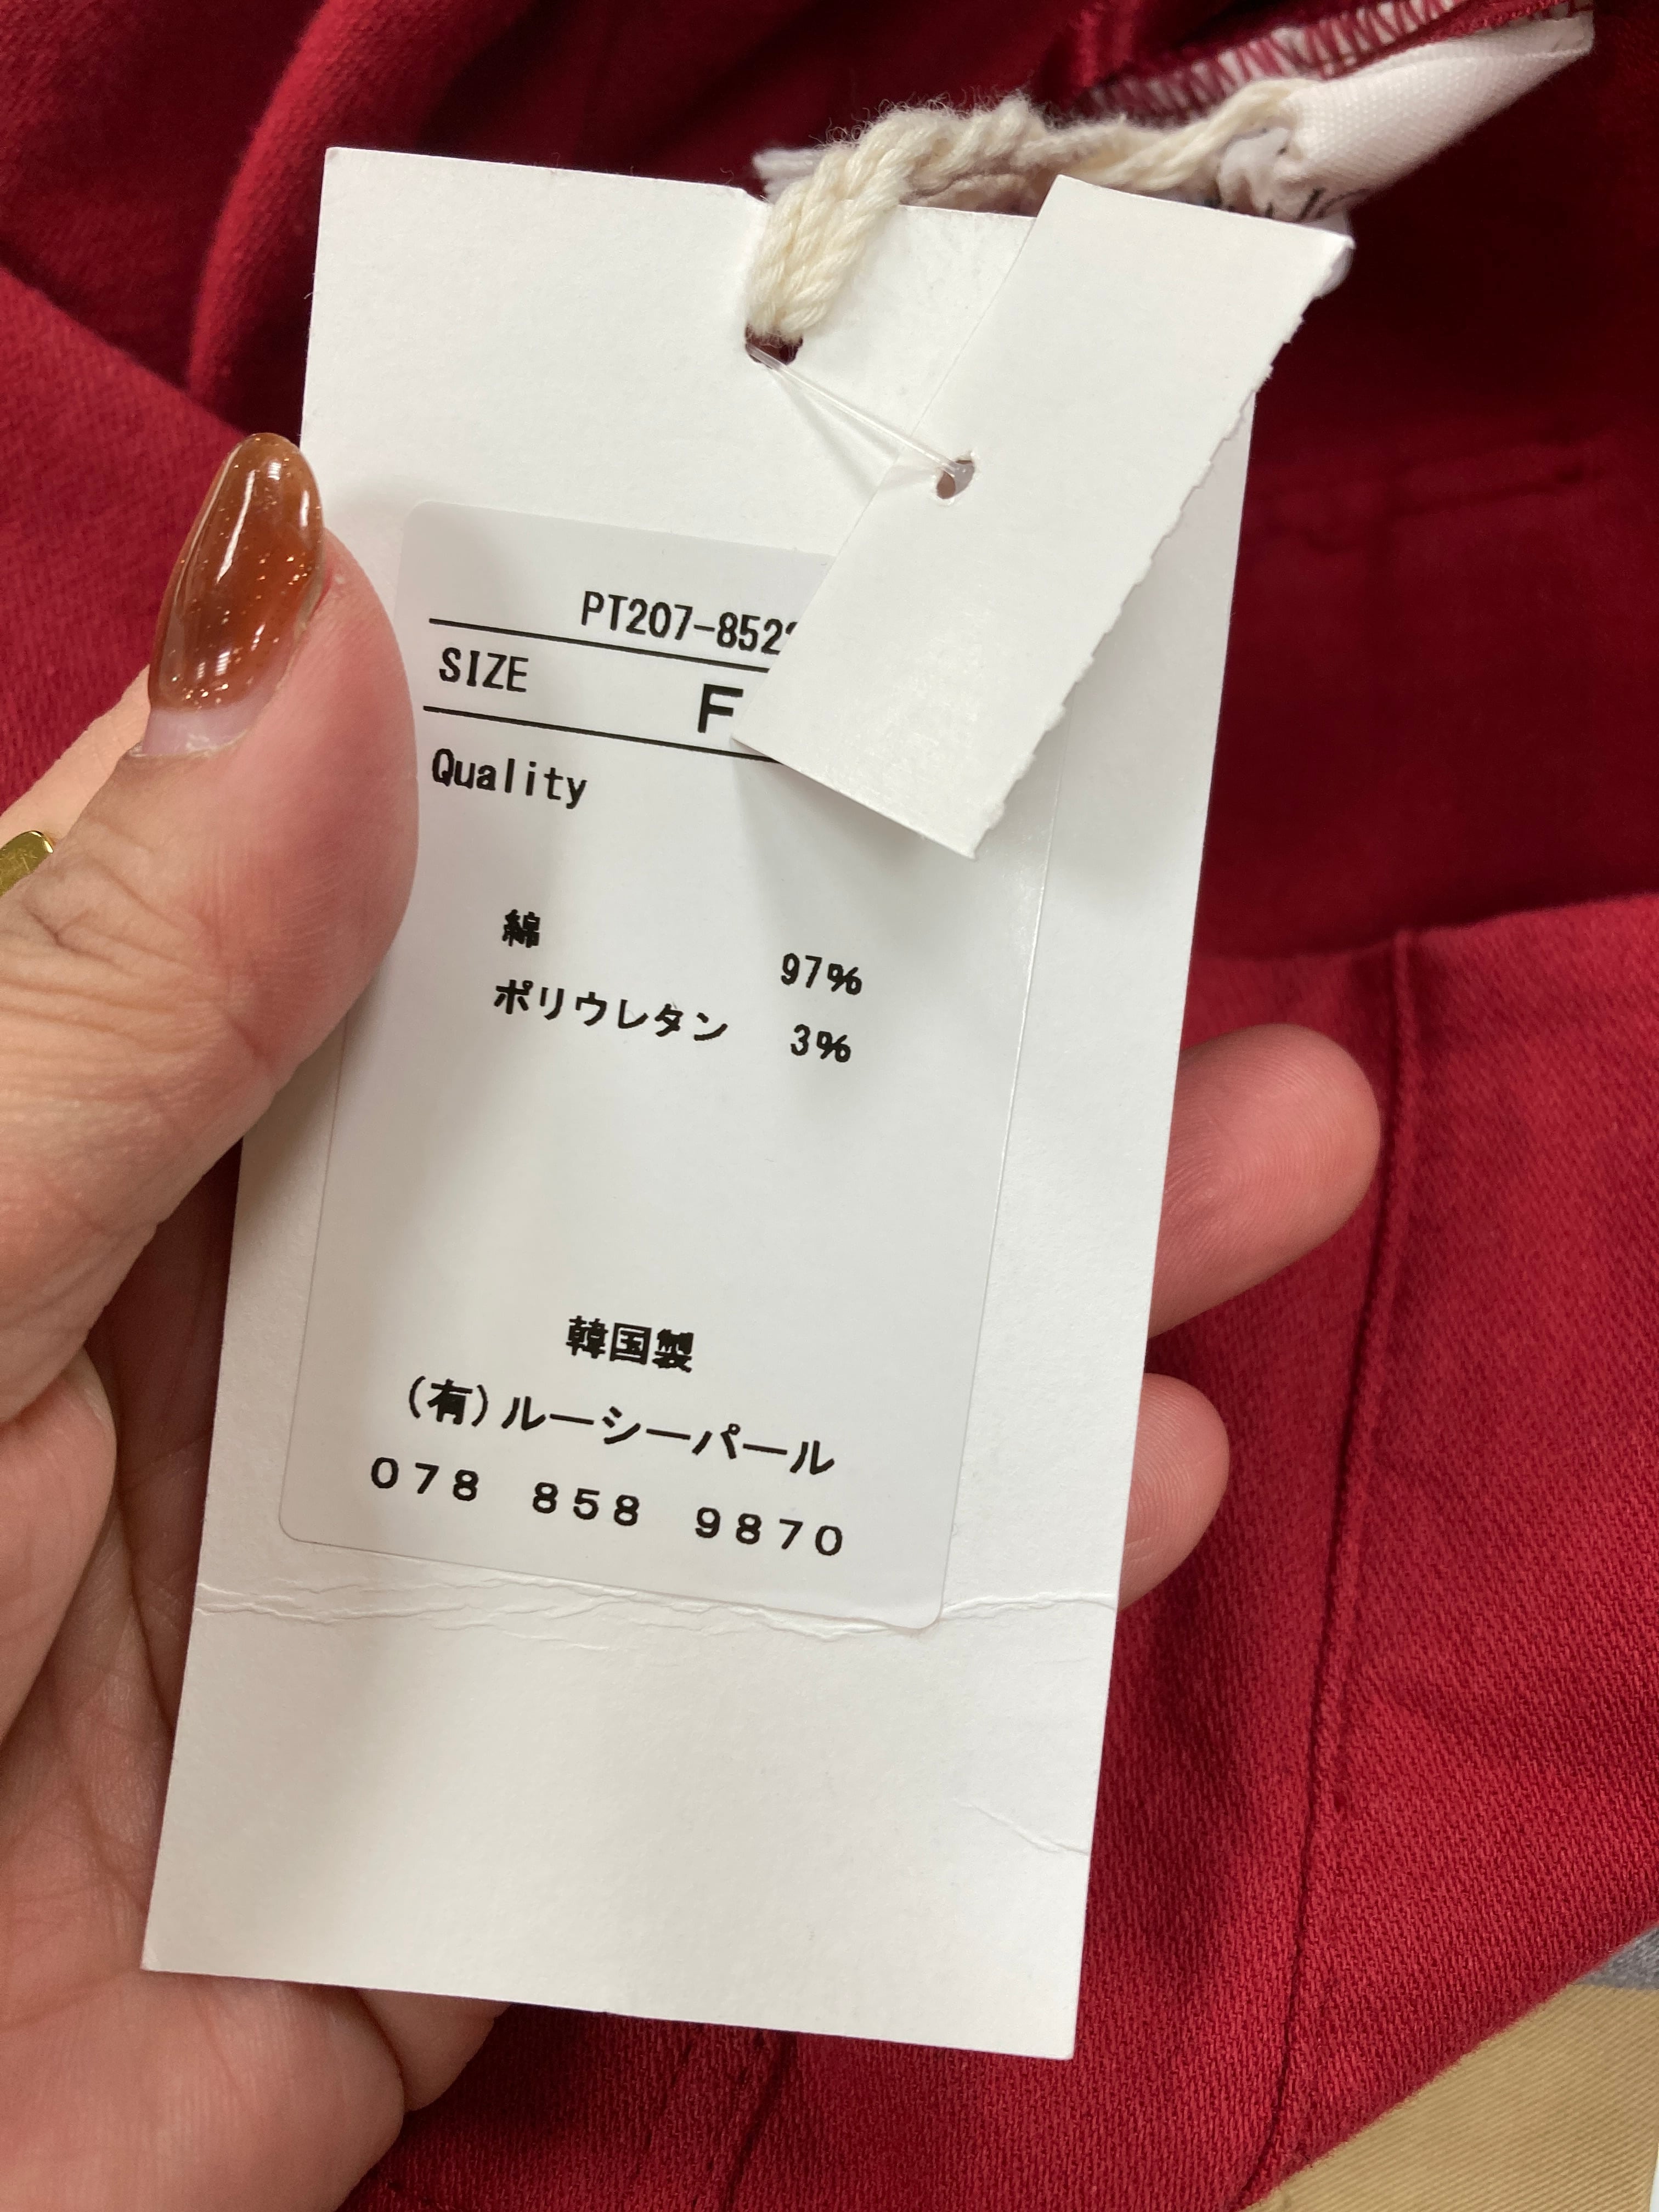 PT207-852
SIZE F
Quality
綿 97%
ポリウレタン 3%
韓国製
(有)ルーシーパール
078 858 9870